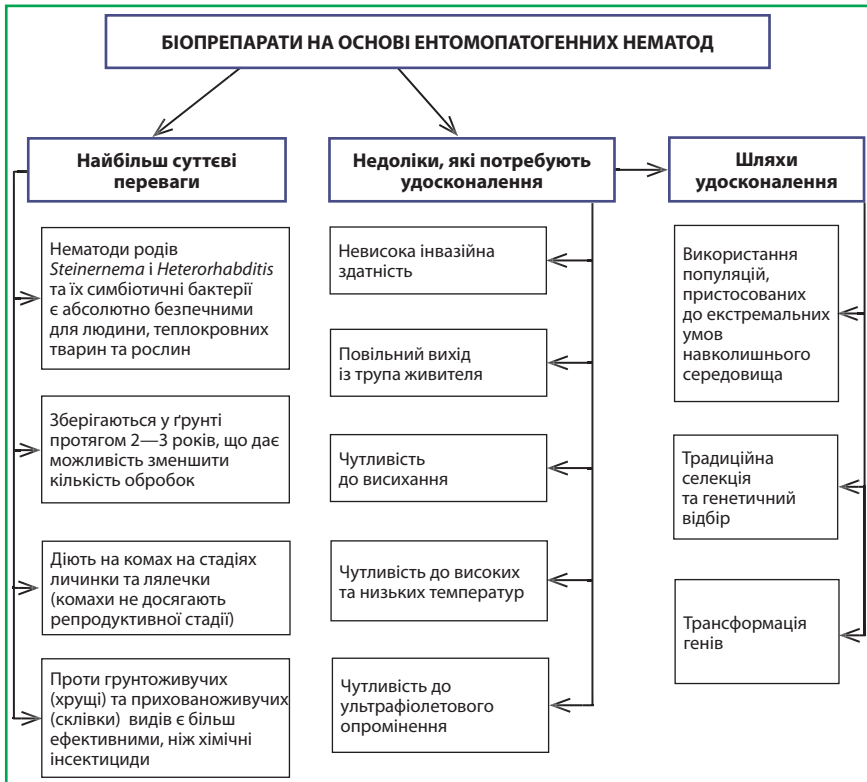 БІОПРЕПАРАТИ НА ОСНОВІ ЕНТОМОПАТОГЕННИХ НЕМАТОД
Найбільш суттєві
переваги
Нематоди родів
Steinernema і Heterorhabditis
та їх симбіотичні бактерії
є абсолютно безпечними
для людини, теплокровних
тварин та рослин
Зберігаються у ґрунті
протягом 2—3 років, що дає
можливість зменшити
кількість обробок
Діють на комах на стадіях
личинки та лялечки
(комахи не досягають
репродуктивної стадії)
Проти грунтоживучих
(хрущі) та прихованоживучих
(склівки) видів є більш
ефективними, ніж хімічні
інсектициди
Недоліки, які потребують
удосконалення
Невисока інвазійна
здатність
Повільний вихід
із трупа живителя
Чутливість
до висихання
Чутливість до високих
та низьких температур
Чутливість до
ультрафіолетового
опромінення
Шляхи
удосконалення
Використання
популяцій,
пристосованих
до екстремальних
умов
навколишнього
середовища
Традиційна
селекція
та генетичний
відбір
Трансформація
генів